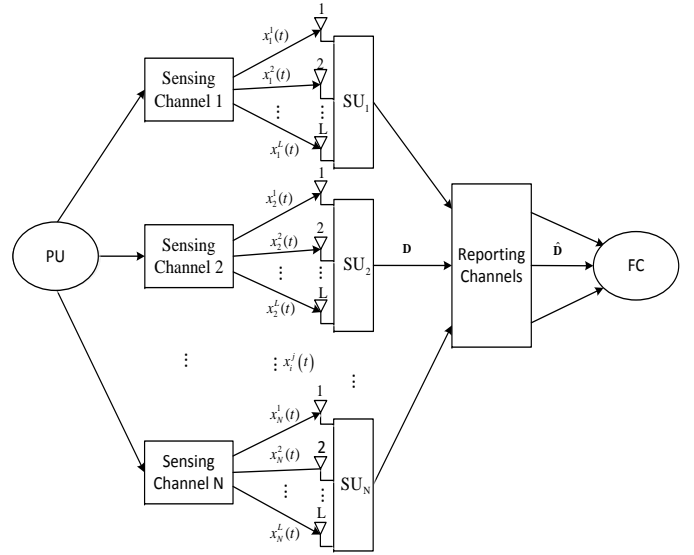 1
x_1^1(t)
Sensing
Channel 1
x_1^2(t)
2
SU_1
⋮ ⋮
L
x_1^L(t)
1
x_2^1(t)
Sensing
Channel 2
x_2^2(t)
2
SU_2
⋮ ⋮
L
x_2^L(t)
PU
D
Reporting
Channels
D̂
FC
⋮ ⋮ x_i^j(t) ⋮
1
x_N^1(t)
Sensing
Channel N
x_N^2(t)
2
SU_N
⋮ ⋮
L
x_N^L(t)